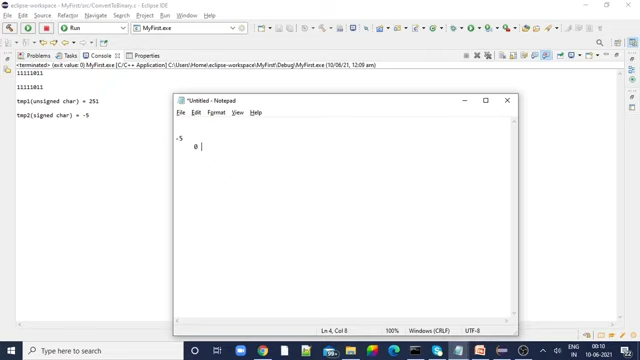 eclipse-workspace - MyFirst/src/ConvertToBinary.c - Eclipse IDE
File Edit Source Refactor Navigate Search Project Run Window Help
Run
MyFirst.exe
Problems Tasks Console Properties
<terminated> (exit value: 0) MyFirst.exe [C/C++ Application] C:\Users\Home\eclipse-workspace\MyFirst\Debug\MyFirst.exe (10/06/21, 12:09 am)
11111011
11111011
tmp1(unsigned char) = 251
tmp2(signed char) = -5
*Untitled - Notepad
File Edit Format View Help
-5
0
Ln 4, Col 8 100% Windows (CRLF) UTF-8
Type here to search
99+
ENG
IN
00:10
10-06-2021